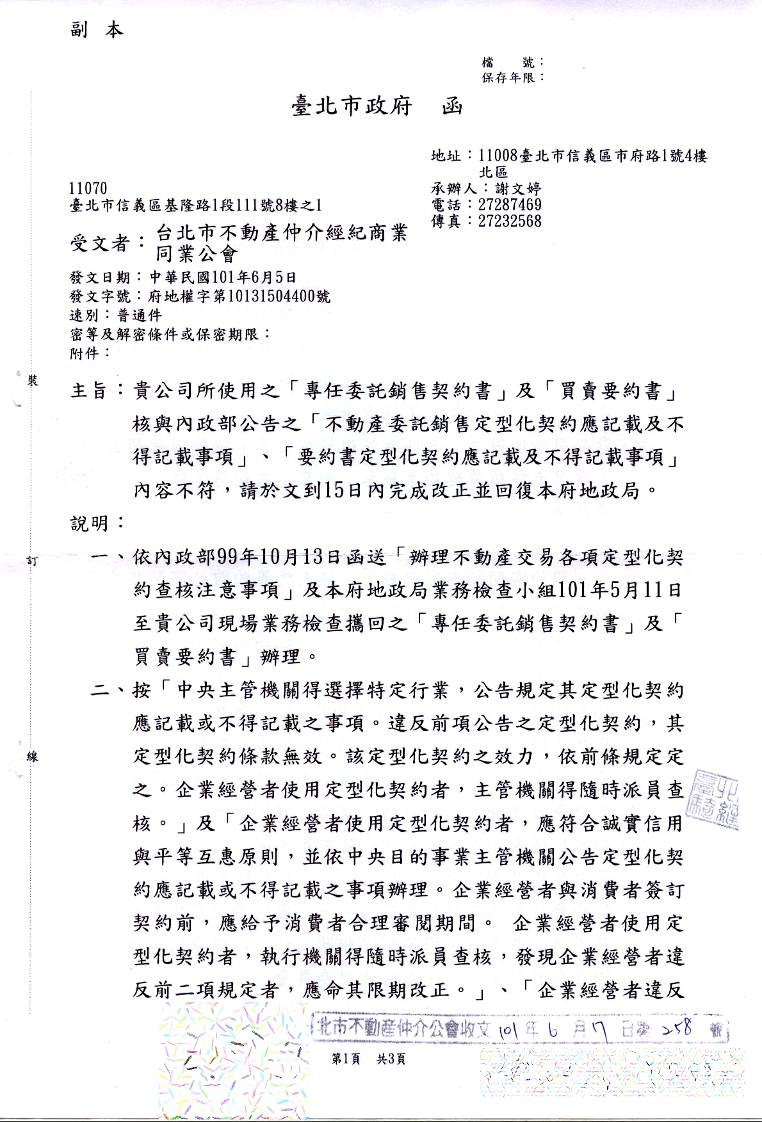 副 本
檔 號：
保存年限：
臺北市政府 函
地址：11008臺北市信義區市府路1號4樓
北區
承辦人：謝文婷
電話：27287469
傳真：27232568
11070
臺北市信義區基隆路1段111號8樓之1
受文者：台北市不動產仲介經紀商業
同業公會
發文日期：中華民國101年6月5日
發文字號：府地權字第10131504400號
速別：普通件
密等及解密條件或保密期限：
附件：
主旨：貴公司所使用之「專任委託銷售契約書」及「買賣要約書」
核與內政部公告之「不動產委託銷售定型化契約應記載及不
得記載事項」、「要約書定型化契約應記載及不得記載事項」
內容不符，請於文到15日內完成改正並回復本府地政局。
說明：
一、依內政部99年10月13日函送「辦理不動產交易各項定型化契
約查核注意事項」及本府地政局業務檢查小組101年5月11日
至貴公司現場業務檢查攜回之「專任委託銷售契約書」及「
買賣要約書」辦理。
二、按「中央主管機關得選擇特定行業，公告規定其定型化契約
應記載或不得記載之事項。違反前項公告之定型化契約，其
定型化契約條款無效。該定型化契約之效力，依前條規定定
之。企業經營者使用定型化契約者，主管機關得隨時派員查
核。」及「企業經營者使用定型化契約者，應符合誠實信用
與平等互惠原則，並依中央目的事業主管機關公告定型化契
約應記載或不得記載之事項辦理。企業經營者與消費者簽訂
契約前，應給予消費者合理審閱期間。 企業經營者使用定
型化契約者，執行機關得隨時派員查核，發現企業經營者違
反前二項規定者，應命其限期改正。」、「企業經營者違反
裝
訂
線
北市不動產仲介公會收文 101年6月17日 258 號
第1頁 共3頁